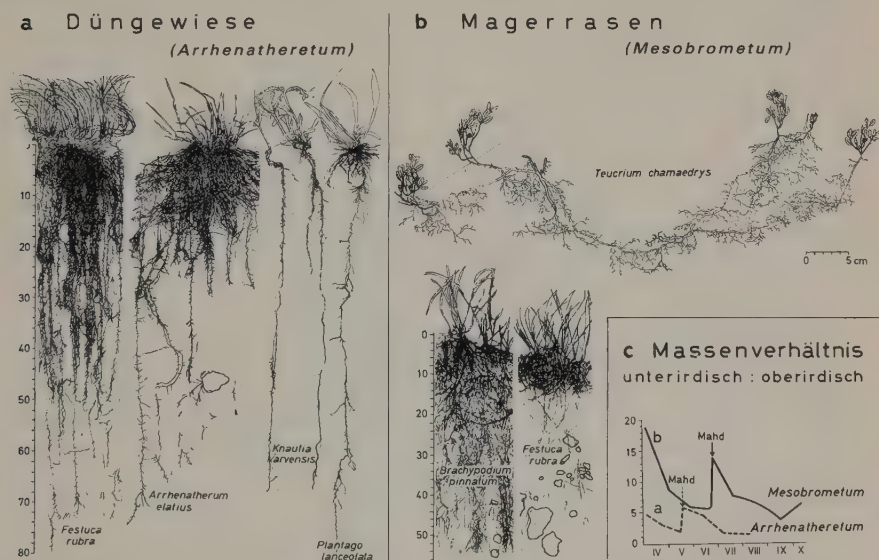 a Düngewiese
(Arrhenatheretum)
0
10
20
30
40
50
60
70
80
Festuca
rubra
Arrhenatherum
elatius
Knautia
arvensis
Plantago
lanceolata
b Magerrasen
(Mesobrometum)
Teucrium chamaedrys
0 5 cm
0
10
20
30
40
50
Brachypodium
pinnatum
Festuca
rubra
c Massenverhältnis
unterirdisch : oberirdisch
20
15
10
5
0
b
a
Mahd
Mahd
Mesobrometum
Arrhenatheretum
IV V VI VII VIII IX X